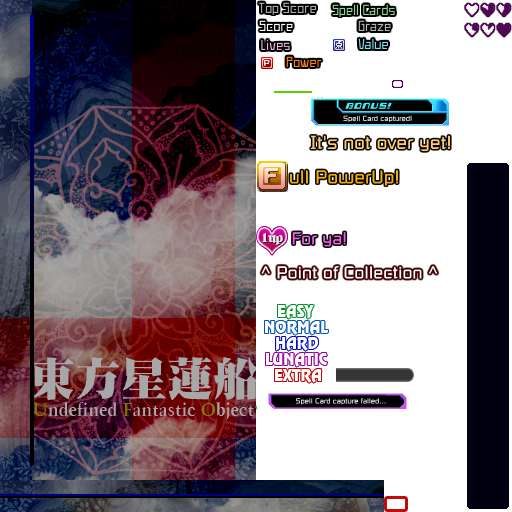 Top Score Spell Cards
Score Graze
Lives Value
P Power
BONUS!
Spell Card captured!
It's not over yet!
Full PowerUp!
1up For ya!
^ Point of Collection ^
EASY
NORMAL
HARD
LUNATIC
EXTRA
Spell Card capture failed...
東方星蓮船
Undefined Fantastic Object